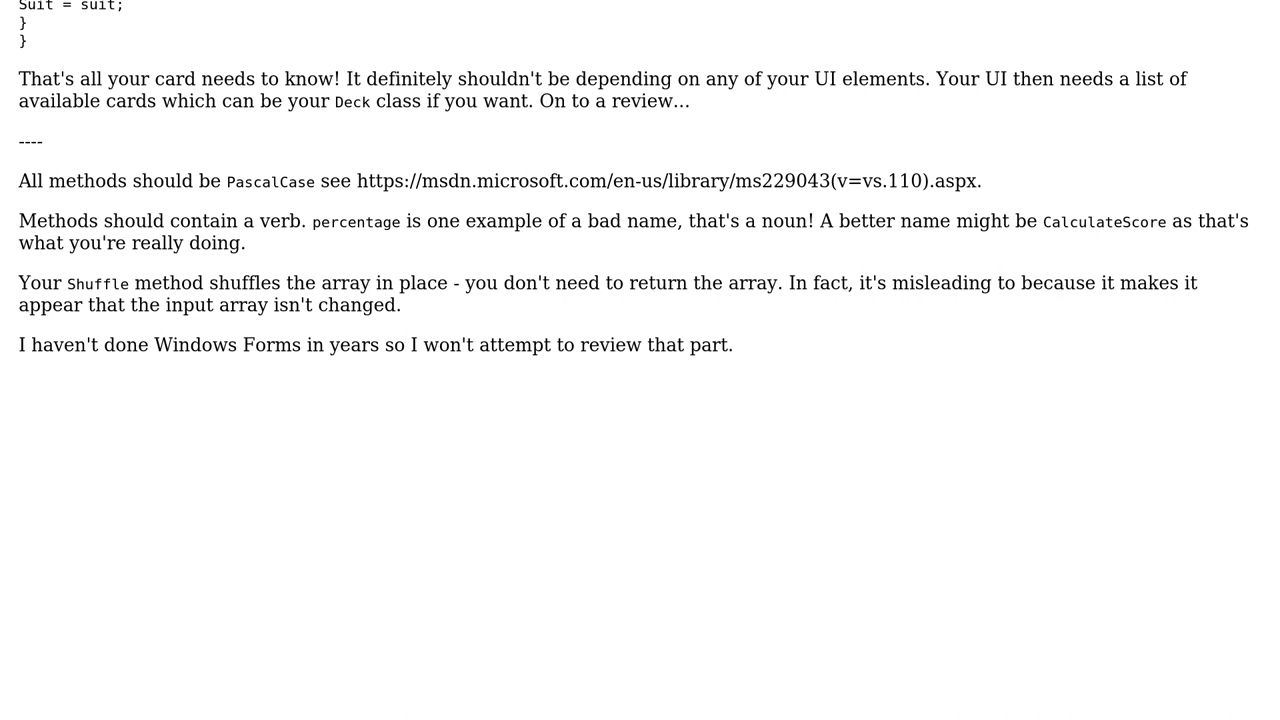 Suit = suit;
}
}
That's all your card needs to know! It definitely shouldn't be depending on any of your UI elements. Your UI then needs a list of
available cards which can be your Deck class if you want. On to a review...
----
All methods should be PascalCase see https://msdn.microsoft.com/en-us/library/ms229043(v=vs.110).aspx.
Methods should contain a verb. percentage is one example of a bad name, that's a noun! A better name might be CalculateScore as that's
what you're really doing.
Your Shuffle method shuffles the array in place - you don't need to return the array. In fact, it's misleading to because it makes it
appear that the input array isn't changed.
I haven't done Windows Forms in years so I won't attempt to review that part.